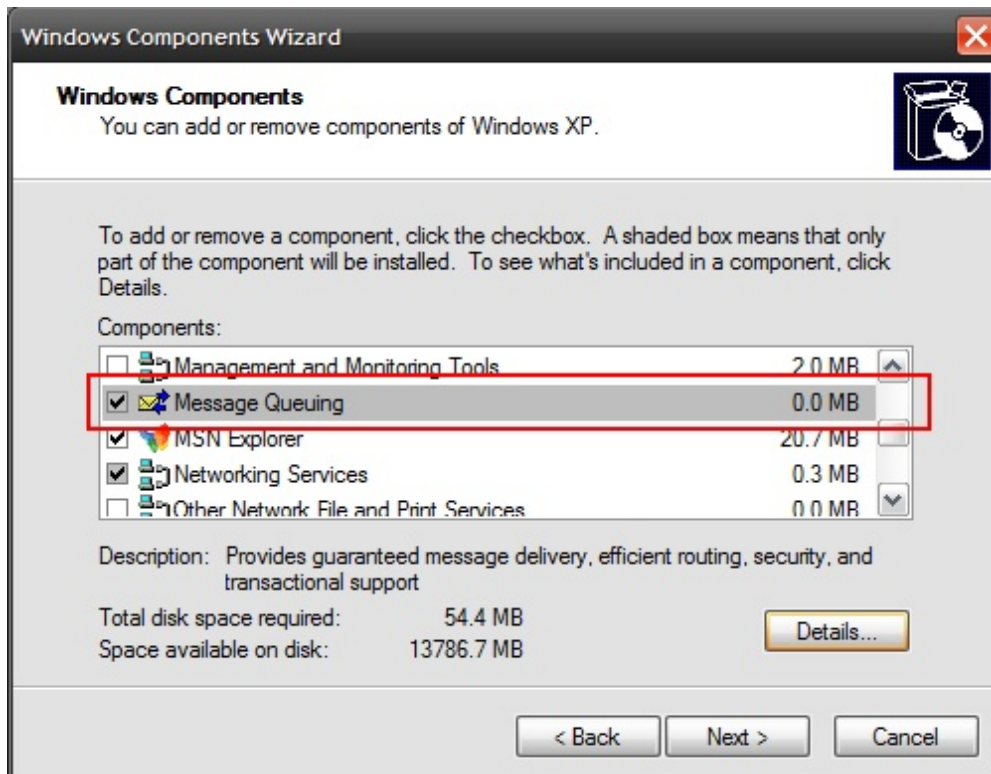 Windows Components Wizard
Windows Components
You can add or remove components of Windows XP.
To add or remove a component, click the checkbox. A shaded box means that only
part of the component will be installed. To see what's included in a component, click
Details.
Components:
Management and Monitoring Tools 2.0 MB
Message Queuing 0.0 MB
MSN Explorer 20.7 MB
Networking Services 0.3 MB
Other Network File and Print Services 0.0 MB
Description: Provides guaranteed message delivery, efficient routing, security, and
transactional support
Total disk space required: 54.4 MB
Space available on disk: 13786.7 MB
Details...
< Back Next > Cancel